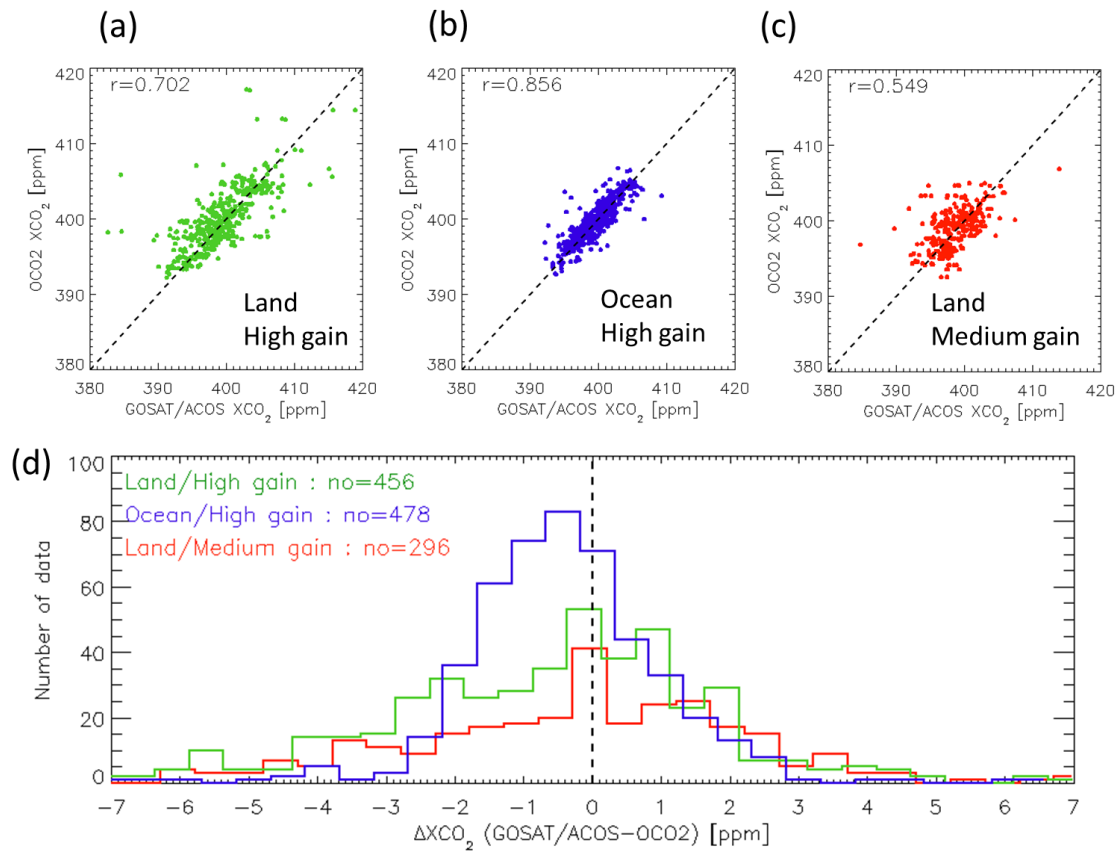 (a)
r=0.702
420
410
400
390
380
OCO2 XCO₂ [ppm]
Land
High gain
380 390 400 410 420
GOSAT/ACOS XCO₂ [ppm]
(b)
r=0.856
420
410
400
390
380
OCO2 XCO₂ [ppm]
Ocean
High gain
380 390 400 410 420
GOSAT/ACOS XCO₂ [ppm]
(c)
r=0.549
420
410
400
390
380
OCO2 XCO₂ [ppm]
Land
Medium gain
380 390 400 410 420
GOSAT/ACOS XCO₂ [ppm]
(d)
100
80
60
40
20
0
Number of data
Land/High gain : no=456
Ocean/High gain : no=478
Land/Medium gain : no=296
-7 -6 -5 -4 -3 -2 -1 0 1 2 3 4 5 6 7
ΔXCO₂ (GOSAT/ACOS-OCO2) [ppm]